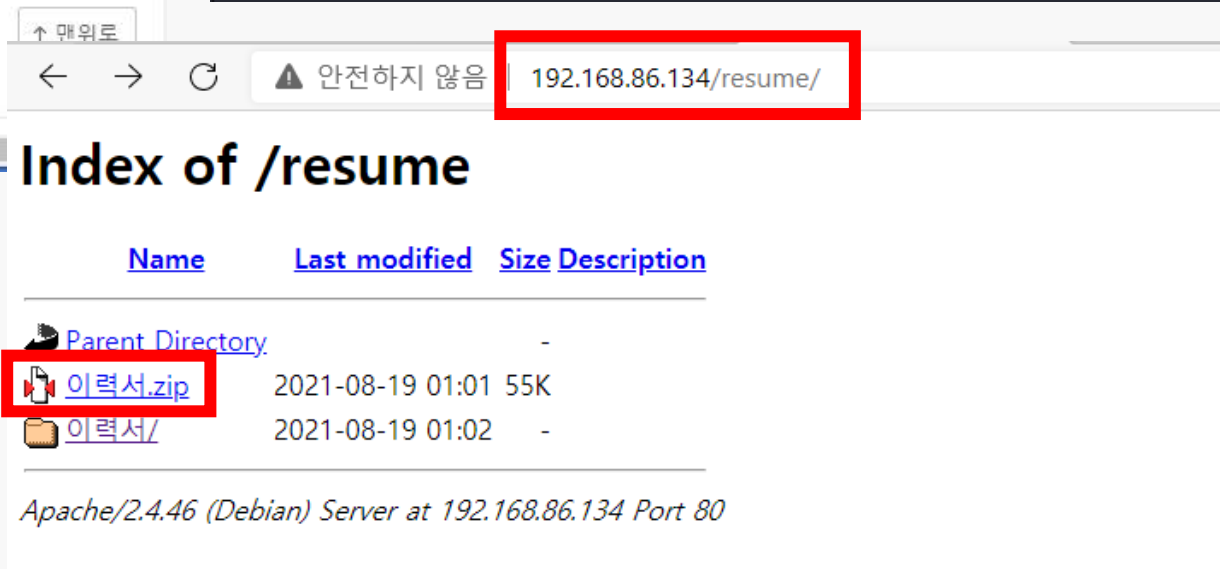 ↑ 맨위로
안전하지 않음 | 192.168.86.134/resume/
Index of /resume
Name Last modified Size Description
Parent Directory -
이력서.zip 2021-08-19 01:01 55K
이력서/ 2021-08-19 01:02 -
Apache/2.4.46 (Debian) Server at 192.168.86.134 Port 80